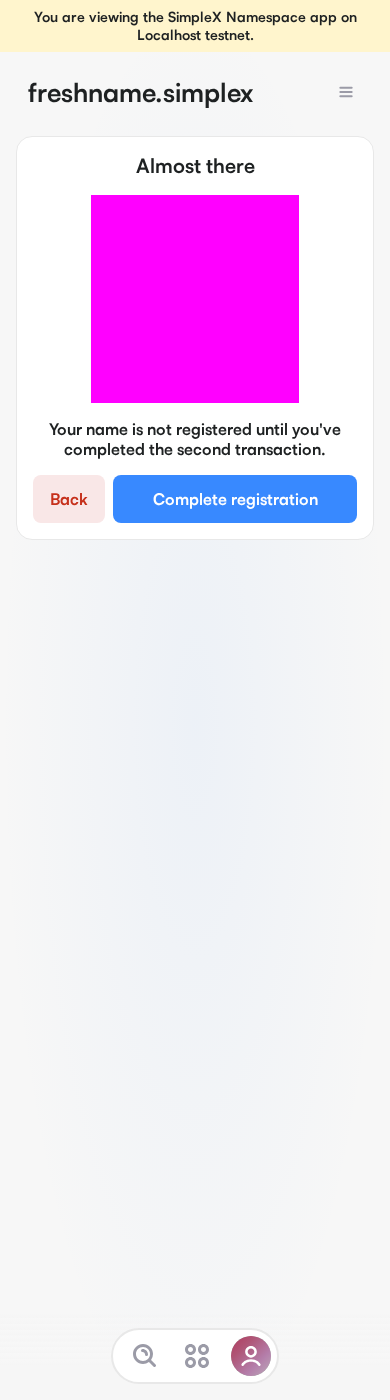 You are viewing the SimpleX Namespace app on
Localhost testnet.
freshname.simplex
Almost there
Your name is not registered until you've
completed the second transaction.
Back
Complete registration